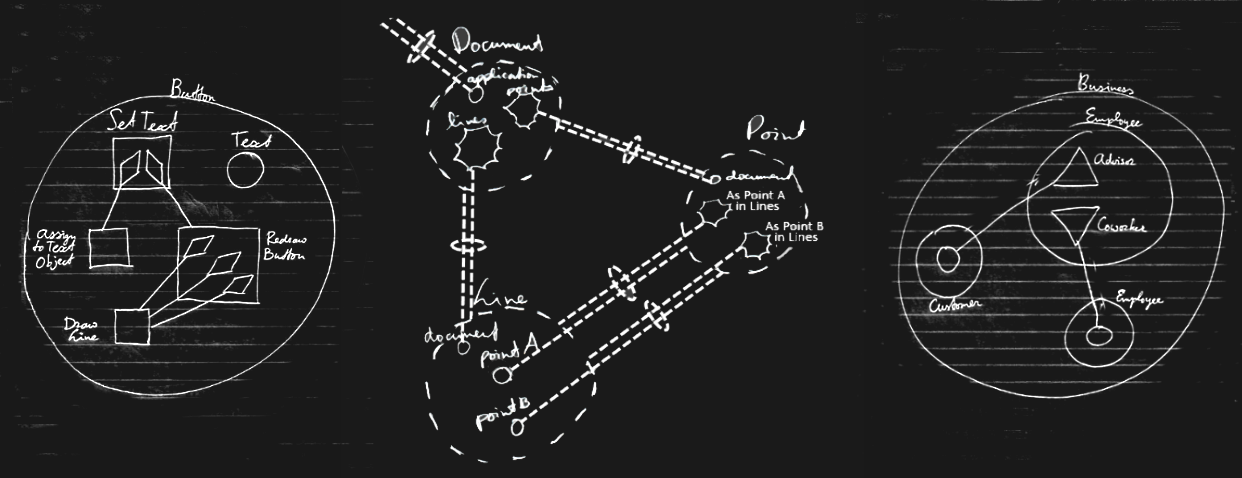 Button
Set Text
Text
Assign
to Text
Object
Redraw
Button
Draw
Line
Document
application
points
lines
Point
document
As Point A
in Lines
As Point B
in Lines
Line
document
point A
point B
Business
Employee
Advisor
Coworker
Customer
Employee